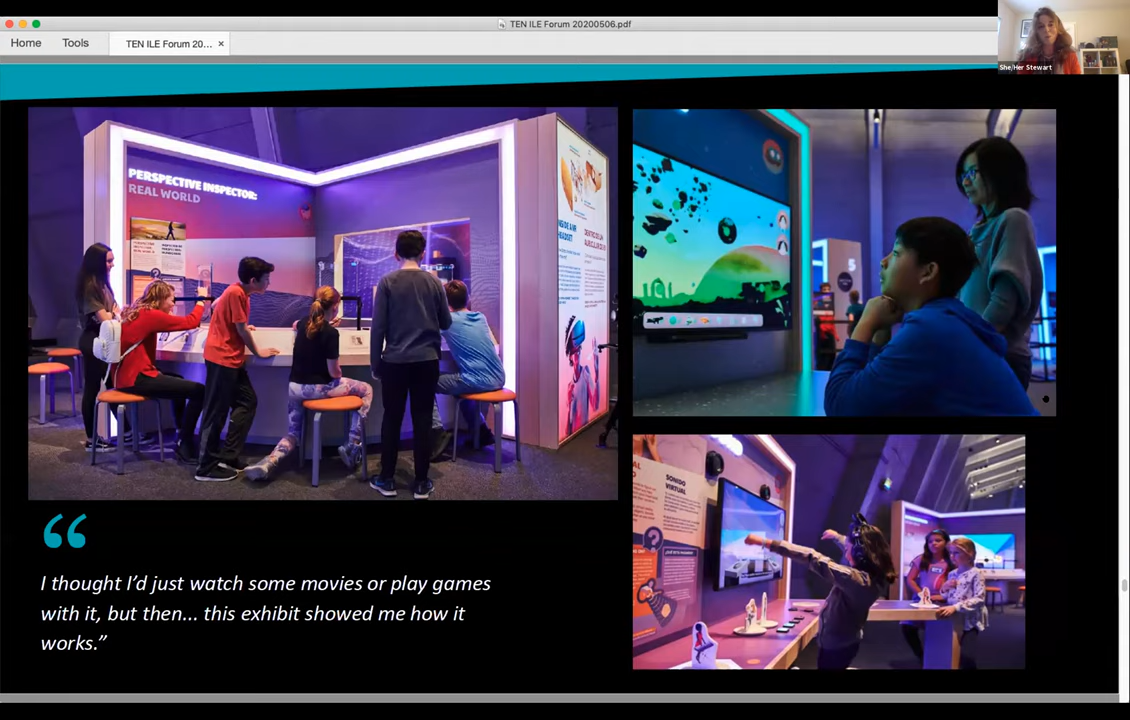 TEN ILE Forum 20200506.pdf
Home
Tools
TEN ILE Forum 20... ×
She/Her Stewart
PERSPECTIVE INSPECTOR:
REAL WORLD
5
SONIDO
VIRTUAL
“
I thought I’d just watch some movies or play games
with it, but then... this exhibit showed me how it
works.”